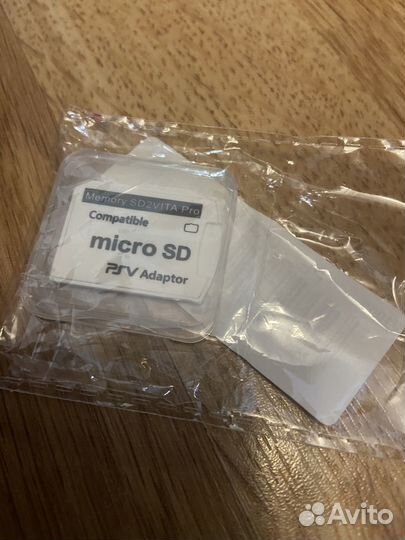 Memory SD2VITA Pro
Compatible
micro SD
PSV Adaptor
Avito